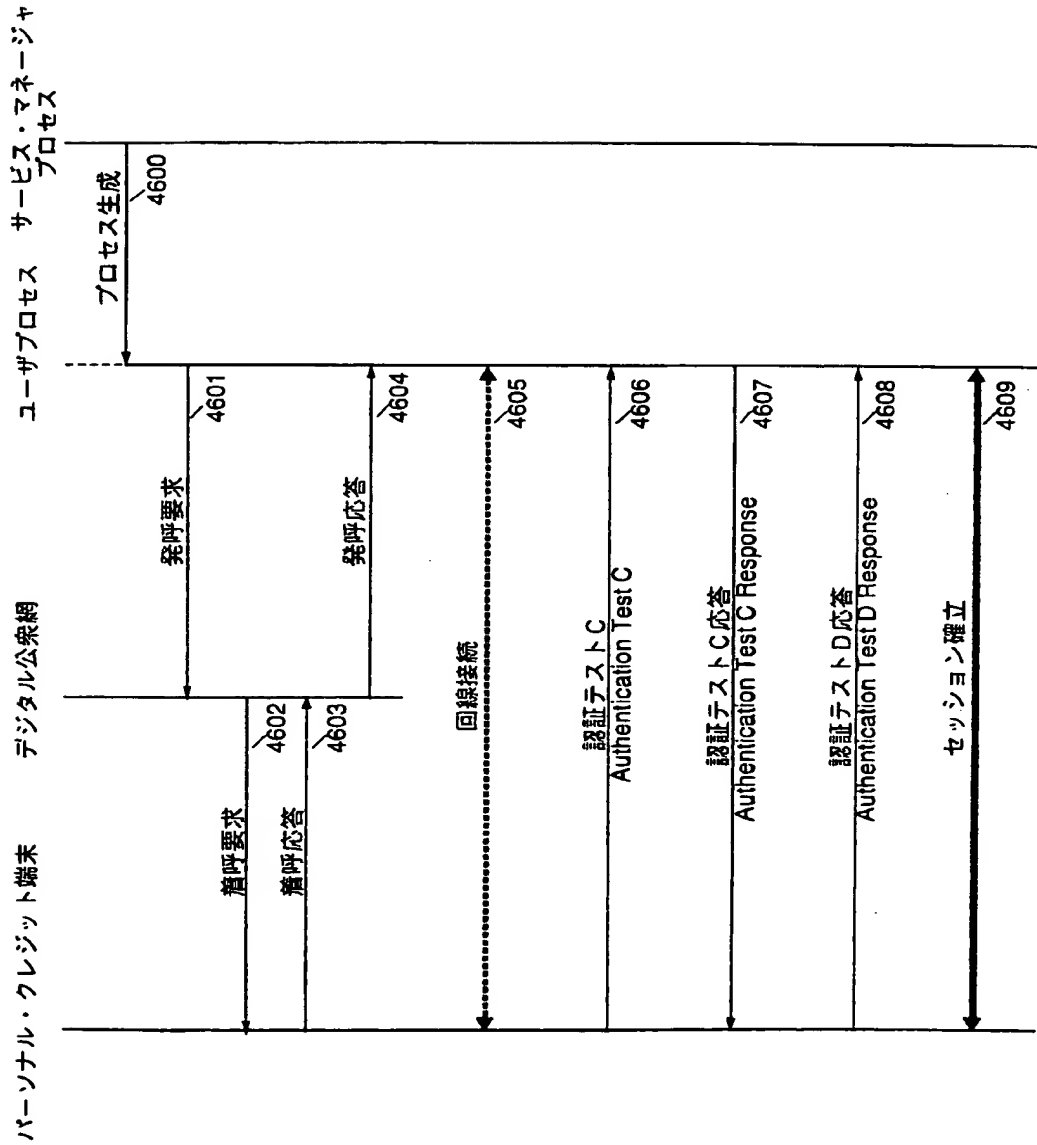 パーソナル・クレジット端末
デジタル公衆網
ユーザプロセス
サービス・マネージャ
プロセス
プロセス生成
4600
発呼要求
4601
着呼要求
4602
着呼応答
4603
発呼応答
4604
回線接続
4605
認証テストC
Authentication Test C
4606
認証テストC応答
Authentication Test C Response
4607
認証テストD応答
Authentication Test D Response
4608
セッション確立
4609